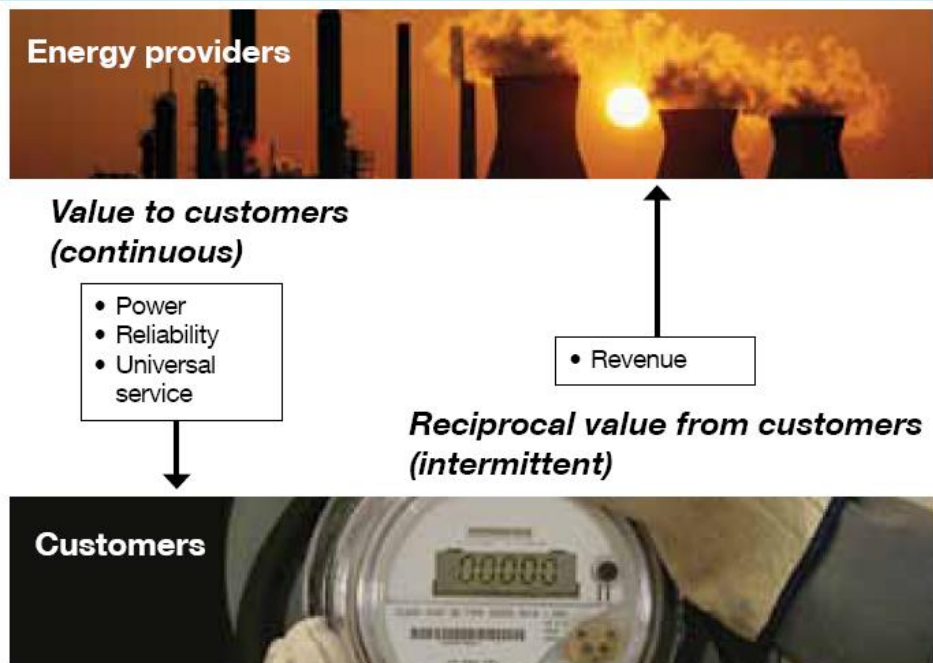 Energy providers
Value to customers
(continuous)
• Power
• Reliability
• Universal
service
• Revenue
Reciprocal value from customers
(intermittent)
Customers
00000